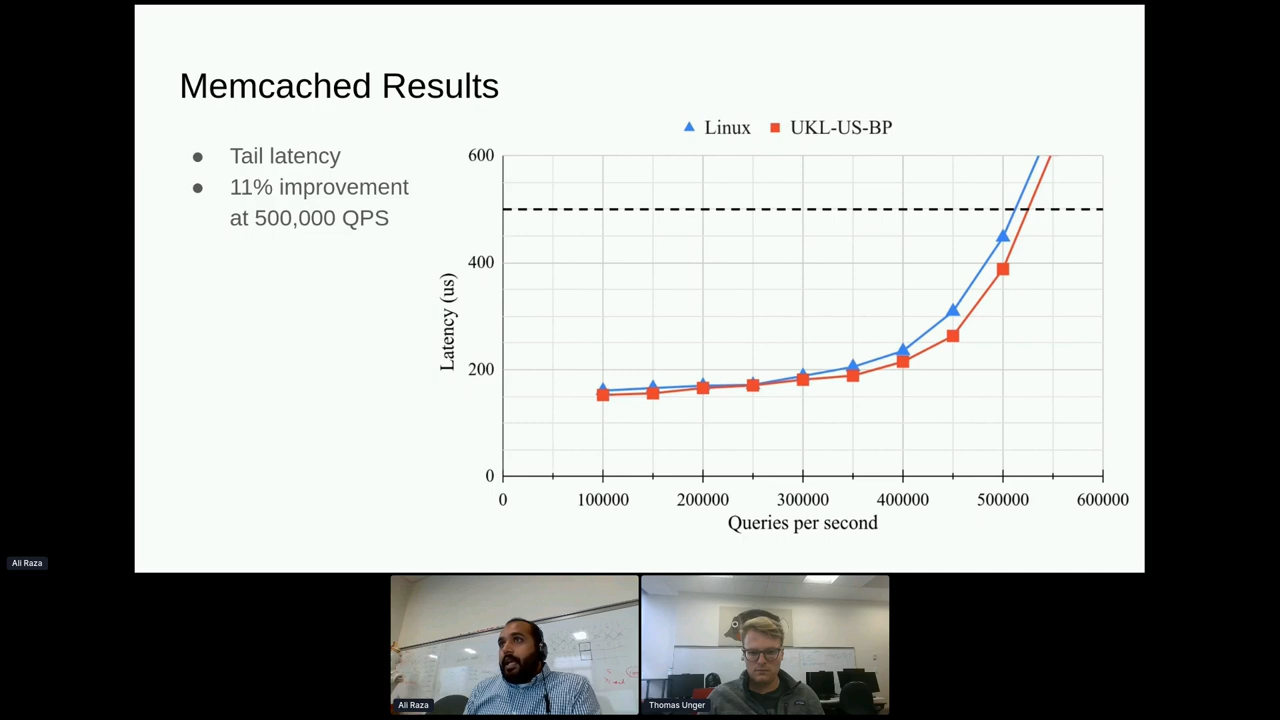 Memcached Results
● Tail latency
● 11% improvement
at 500,000 QPS
Linux UKL-US-BP
600
400
200
0
Latency (us)
0 100000 200000 300000 400000 500000 600000
Queries per second
Ali Raza
Ali Raza
Thomas Unger